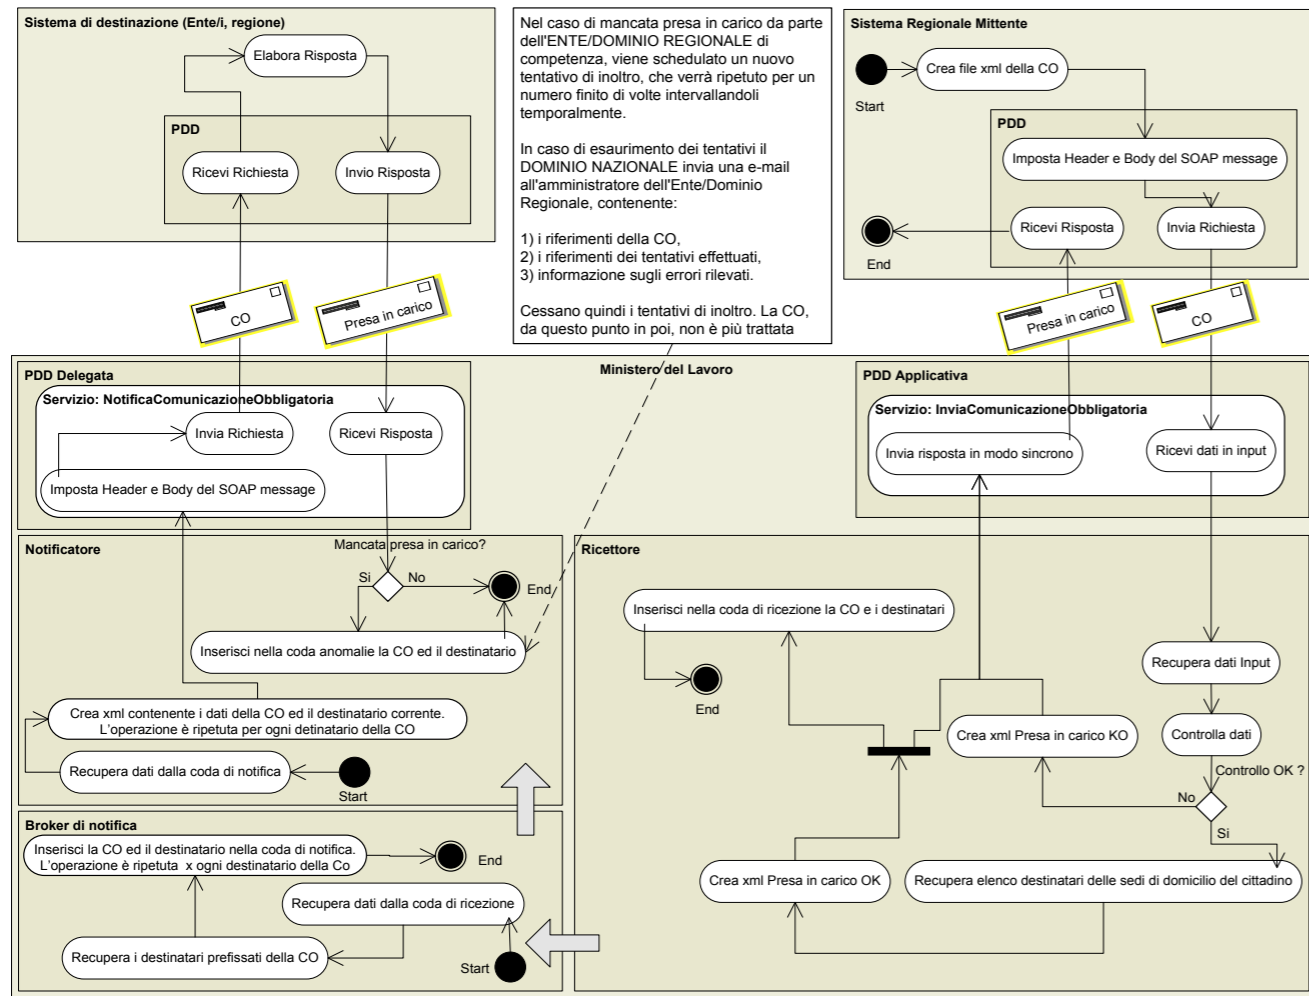 Sistema di destinazione (Ente/i, regione)
Elabora Risposta
PDD
Ricevi Richiesta
Invio Risposta
CO
Presa in carico
Nel caso di mancata presa in carico da parte
dell'ENTE/DOMINIO REGIONALE di
competenza, viene schedulato un nuovo
tentativo di inoltro, che verrà ripetuto per un
numero finito di volte intervallandoli
temporalmente.
In caso di esaurimento dei tentativi il
DOMINIO NAZIONALE invia una e-mail
all'amministratore dell'Ente/Dominio
Regionale, contenente:
1) i riferimenti della CO,
2) i riferimenti dei tentativi effettuati,
3) informazione sugli errori rilevati.
Cessano quindi i tentativi di inoltro. La CO,
da questo punto in poi, non è più trattata
Sistema Regionale Mittente
Crea file xml della CO
Start
PDD
Imposta Header e Body del SOAP message
Ricevi Risposta
Invia Richiesta
End
Presa in carico
CO
Ministero del Lavoro
PDD Delegata
Servizio: NotificaComunicazioneObbligatoria
Invia Richiesta
Ricevi Risposta
Imposta Header e Body del SOAP message
PDD Applicativa
Servizio: InviaComunicazioneObbligatoria
Invia risposta in modo sincrono
Ricevi dati in input
Notificatore
Mancata presa in carico?
Si
No
End
Inserisci nella coda anomalie la CO ed il destinatario
Crea xml contenente i dati della CO ed il destinatario corrente.
L'operazione è ripetuta per ogni detinatario della CO
Recupera dati dalla coda di notifica
Start
Ricettore
Inserisci nella coda di ricezione la CO e i destinatari
End
Recupera dati Input
Crea xml Presa in carico KO
Controlla dati
Controllo OK ?
No
Si
Crea xml Presa in carico OK
Recupera elenco destinatari delle sedi di domicilio del cittadino
Broker di notifica
Inserisci la CO ed il destinatario nella coda di notifica.
L'operazione è ripetuta x ogni destinatario della Co
End
Recupera dati dalla coda di ricezione
Recupera i destinatari prefissati della CO
Start